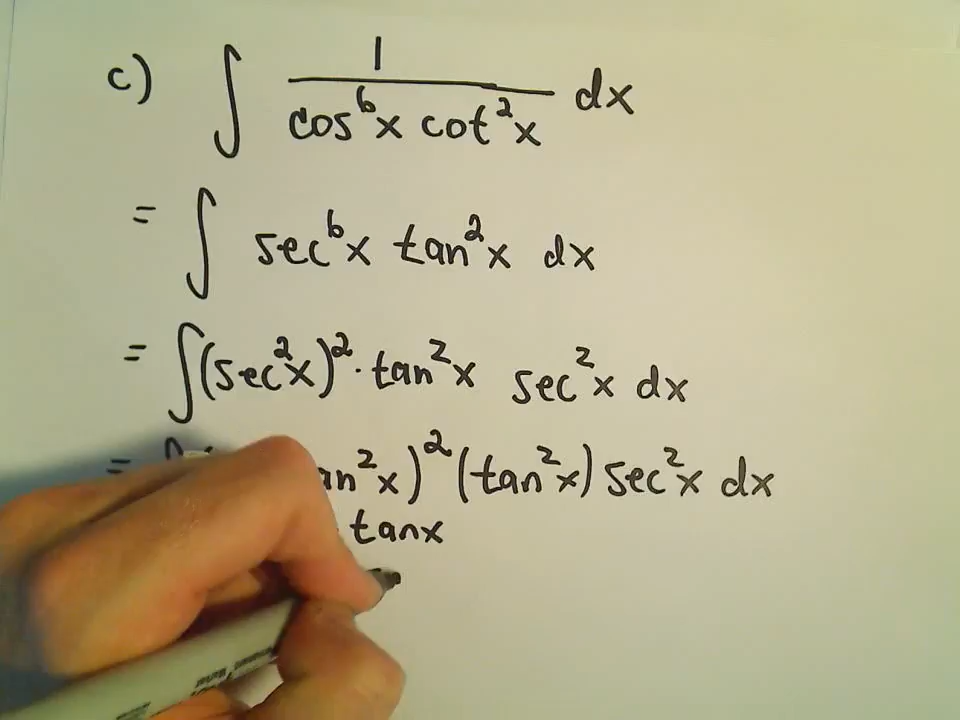 c) ∫ 1/(cos⁶x cot²x) dx
= ∫ sec⁶x tan²x dx
= ∫(sec²x)²·tan²x sec²x dx
= ∫ an²x)²(tan²x) sec²x dx
tanx